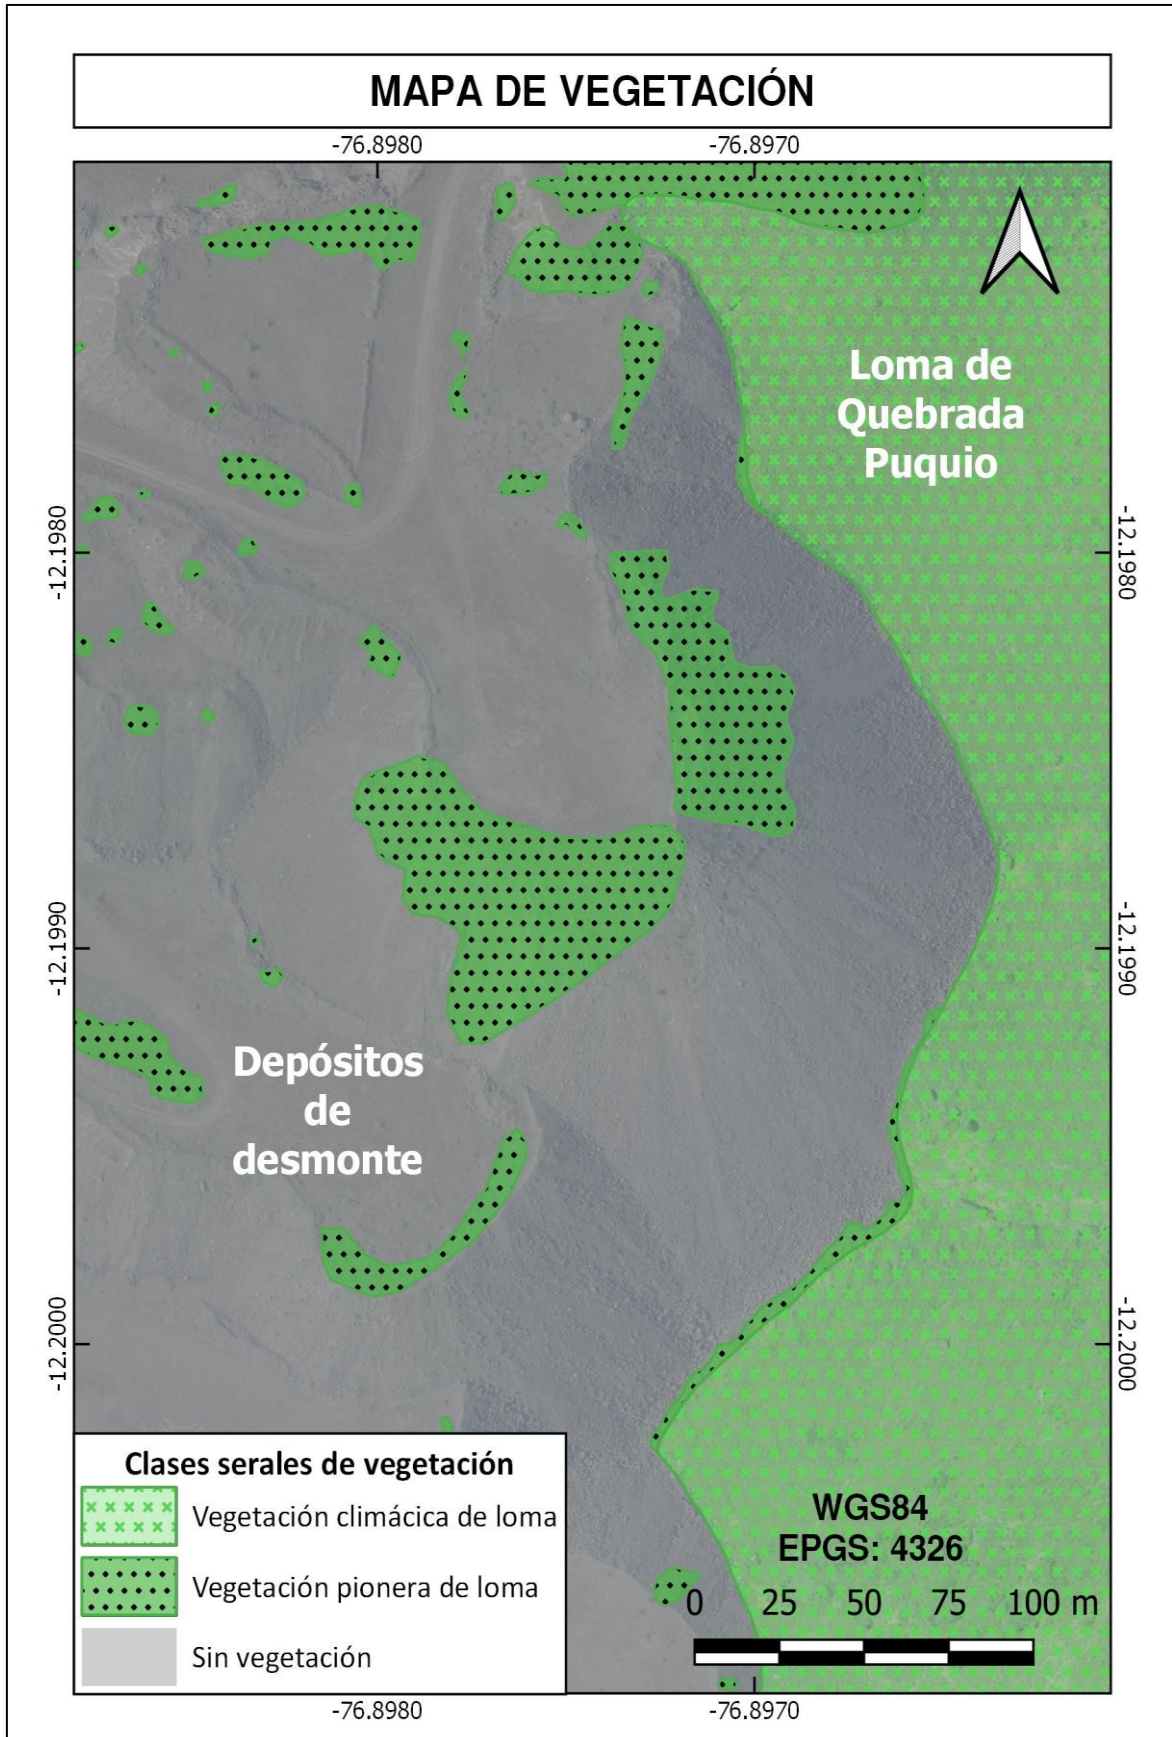 MAPA DE VEGETACIÓN
-76.8980
-76.8970
Loma de
Quebrada
Puquio
-12.1980
-12.1980
-12.1990
-12.1990
Depósitos
de
desmonte
-12.2000
-12.2000
Clases serales de vegetación
Vegetación climácica de loma
Vegetación pionera de loma
Sin vegetación
WGS84
EPGS: 4326
0 25 50 75 100 m
-76.8980
-76.8970